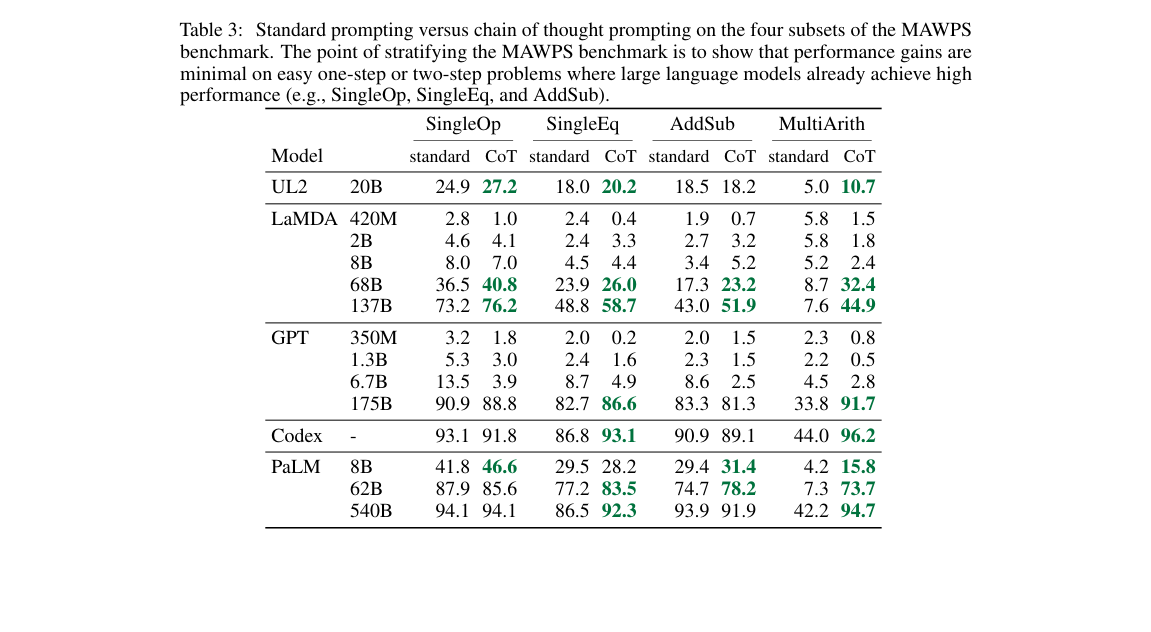 Table 3: Standard prompting versus chain of thought prompting on the four subsets of the MAWPS
benchmark. The point of stratifying the MAWPS benchmark is to show that performance gains are
minimal on easy one-step or two-step problems where large language models already achieve high
performance (e.g., SingleOp, SingleEq, and AddSub).
SingleOp SingleEq AddSub MultiArith
Model standard CoT standard CoT standard CoT standard CoT
UL2 20B 24.9 27.2 18.0 20.2 18.5 18.2 5.0 10.7
LaMDA 420M 2.8 1.0 2.4 0.4 1.9 0.7 5.8 1.5
2B 4.6 4.1 2.4 3.3 2.7 3.2 5.8 1.8
8B 8.0 7.0 4.5 4.4 3.4 5.2 5.2 2.4
68B 36.5 40.8 23.9 26.0 17.3 23.2 8.7 32.4
137B 73.2 76.2 48.8 58.7 43.0 51.9 7.6 44.9
GPT 350M 3.2 1.8 2.0 0.2 2.0 1.5 2.3 0.8
1.3B 5.3 3.0 2.4 1.6 2.3 1.5 2.2 0.5
6.7B 13.5 3.9 8.7 4.9 8.6 2.5 4.5 2.8
175B 90.9 88.8 82.7 86.6 83.3 81.3 33.8 91.7
Codex - 93.1 91.8 86.8 93.1 90.9 89.1 44.0 96.2
PaLM 8B 41.8 46.6 29.5 28.2 29.4 31.4 4.2 15.8
62B 87.9 85.6 77.2 83.5 74.7 78.2 7.3 73.7
540B 94.1 94.1 86.5 92.3 93.9 91.9 42.2 94.7